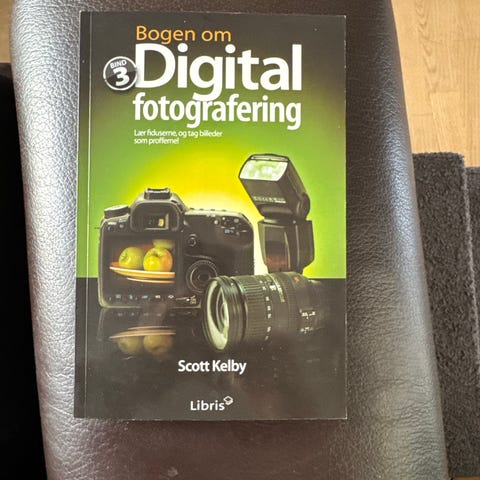 Bogen om
BIND
3
Digital
fotografering
Lær fiduserne, og tag billeder
som profferne!
Scott Kelby
Libris